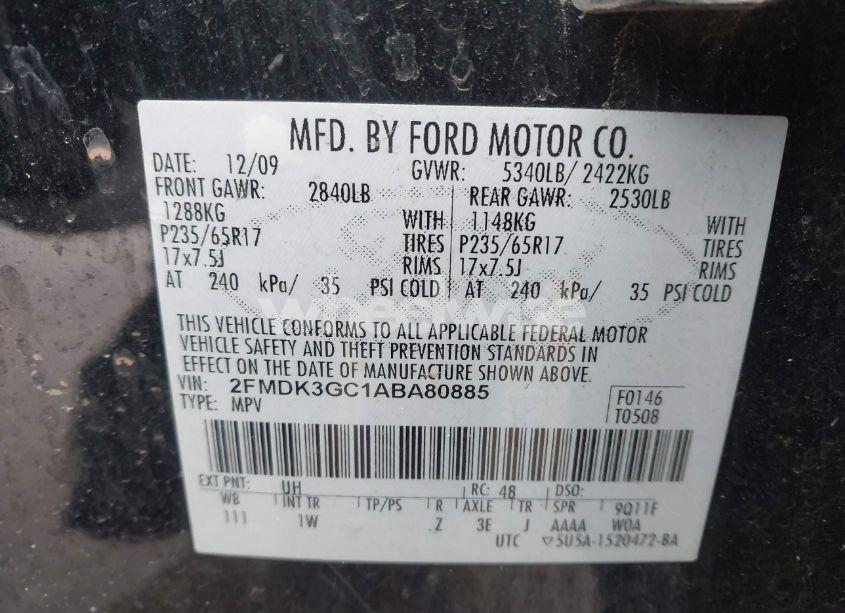 MFD. BY FORD MOTOR CO.
DATE: 12/09 GVWR: 5340LB/ 2422KG
FRONT GAWR: 2840LB REAR GAWR: 2530LB
1288KG WITH 1148KG WITH
P235/65R17 TIRES P235/65R17 TIRES
17x7.5J RIMS 17x7.5J RIMS
AT 240 kPa/ 35 PSI COLD AT 240 kPa/ 35 PSI COLD
THIS VEHICLE CONFORMS TO ALL APPLICABLE FEDERAL MOTOR
VEHICLE SAFETY AND THEFT PREVENTION STANDARDS IN
EFFECT ON THE DATE OF MANUFACTURE SHOWN ABOVE.
VIN: 2FMDK3GC1ABA80885 F0146
TYPE: MPV T0508
EXT PNT: UH RC: 48 DSO:
WB INT TR TP/PS R AXLE TR SPR 9Q11F
111 1W Z 3E J AAAA W0A
UTC ▽5U5A-1520472-BA